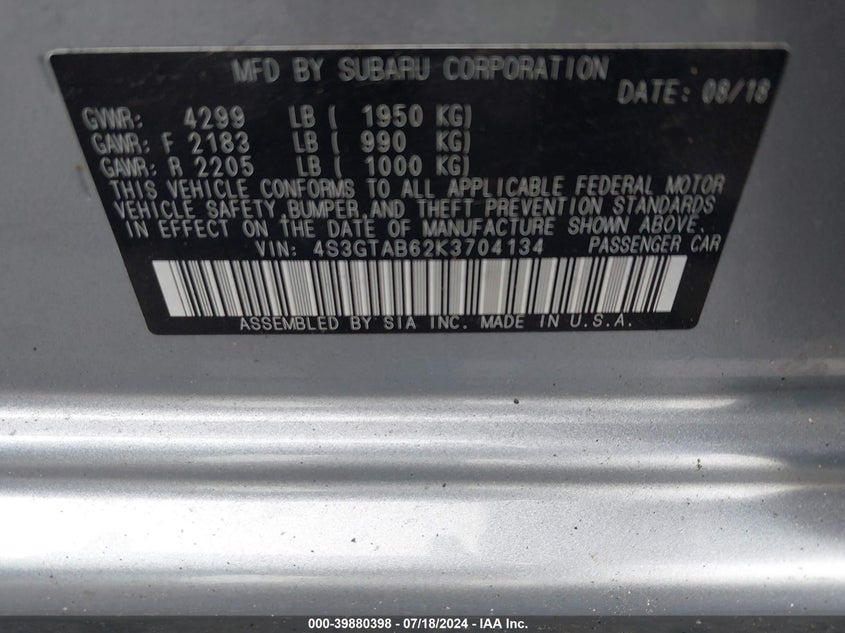 MFD BY SUBARU CORPORATION
DATE: 08/18
GVWR: 4299 LB ( 1950 KG)
GAWR: F 2183 LB ( 990 KG)
GAWR: R 2205 LB ( 1000 KG)
THIS VEHICLE CONFORMS TO ALL APPLICABLE FEDERAL MOTOR
VEHICLE SAFETY,BUMPER,AND THEFT PREVENTION STANDARDS
IN EFFECT ON THE DATE OF MANUFACTURE SHOWN ABOVE.
VIN: 4S3GTAB62K3704134 PASSENGER CAR
ASSEMBLED BY SIA INC. MADE IN U.S.A.
000-39880398 - 07/18/2024 - IAA Inc.